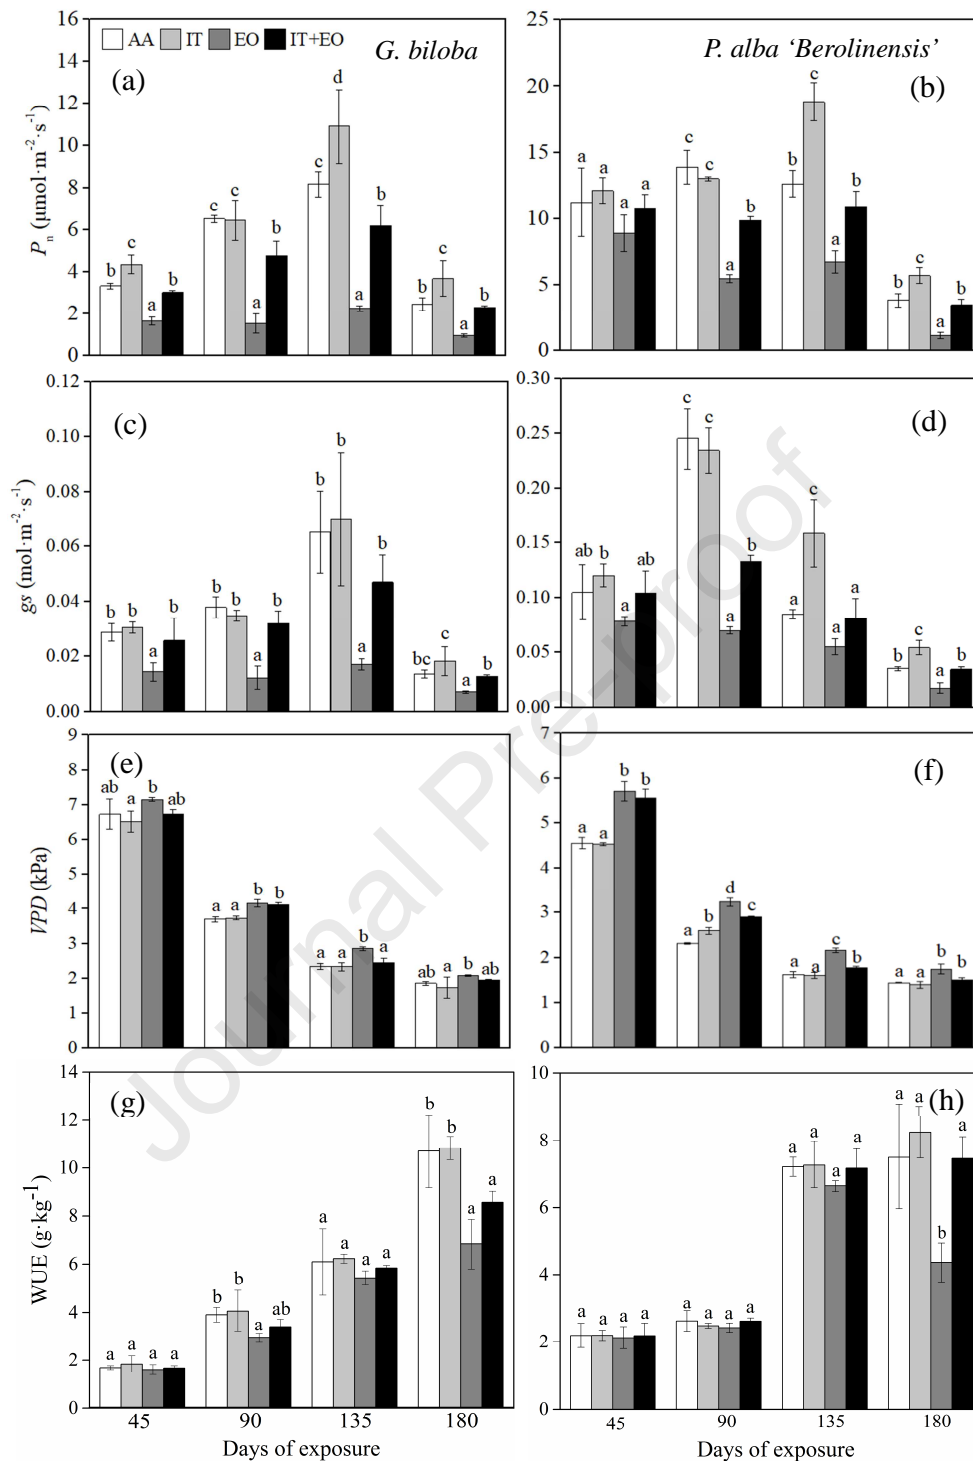 AA IT EO IT+EO
G. biloba
P. alba ‘Berolinensis’
(a)
16
14
12
10
8
6
4
2
0
Pn (μmol·m-2·s-1)
b c a b
c c a b
c d a b
b c a b
(b)
25
20
15
10
5
0
a a a a
c c a b
b c a b
b c a b
(c)
0.12
0.10
0.08
0.06
0.04
0.02
0.00
gs (mol·m-2·s-1)
b b a b
b b a b
b b a b
bc c a b
(d)
0.30
0.25
0.20
0.15
0.10
0.05
0.00
ab b a ab
c c a b
a c a a
b c a b
(e)
9
8
7
6
5
4
3
2
1
0
VPD (kPa)
ab a b ab
a a b b
a a b a
ab a b ab
(f)
7
6
5
4
3
2
1
0
a a b b
a b d c
a a c b
a a b b
(g)
14
12
10
8
6
4
2
0
WUE (g·kg-1)
a a a a
b b a ab
a a a a
b b a a
45 90 135 180
Days of exposure
(h)
10
8
6
4
2
0
a a a a
a a a a
a a a a
a a b a
45 90 135 180
Days of exposure
Journal Pre-proof